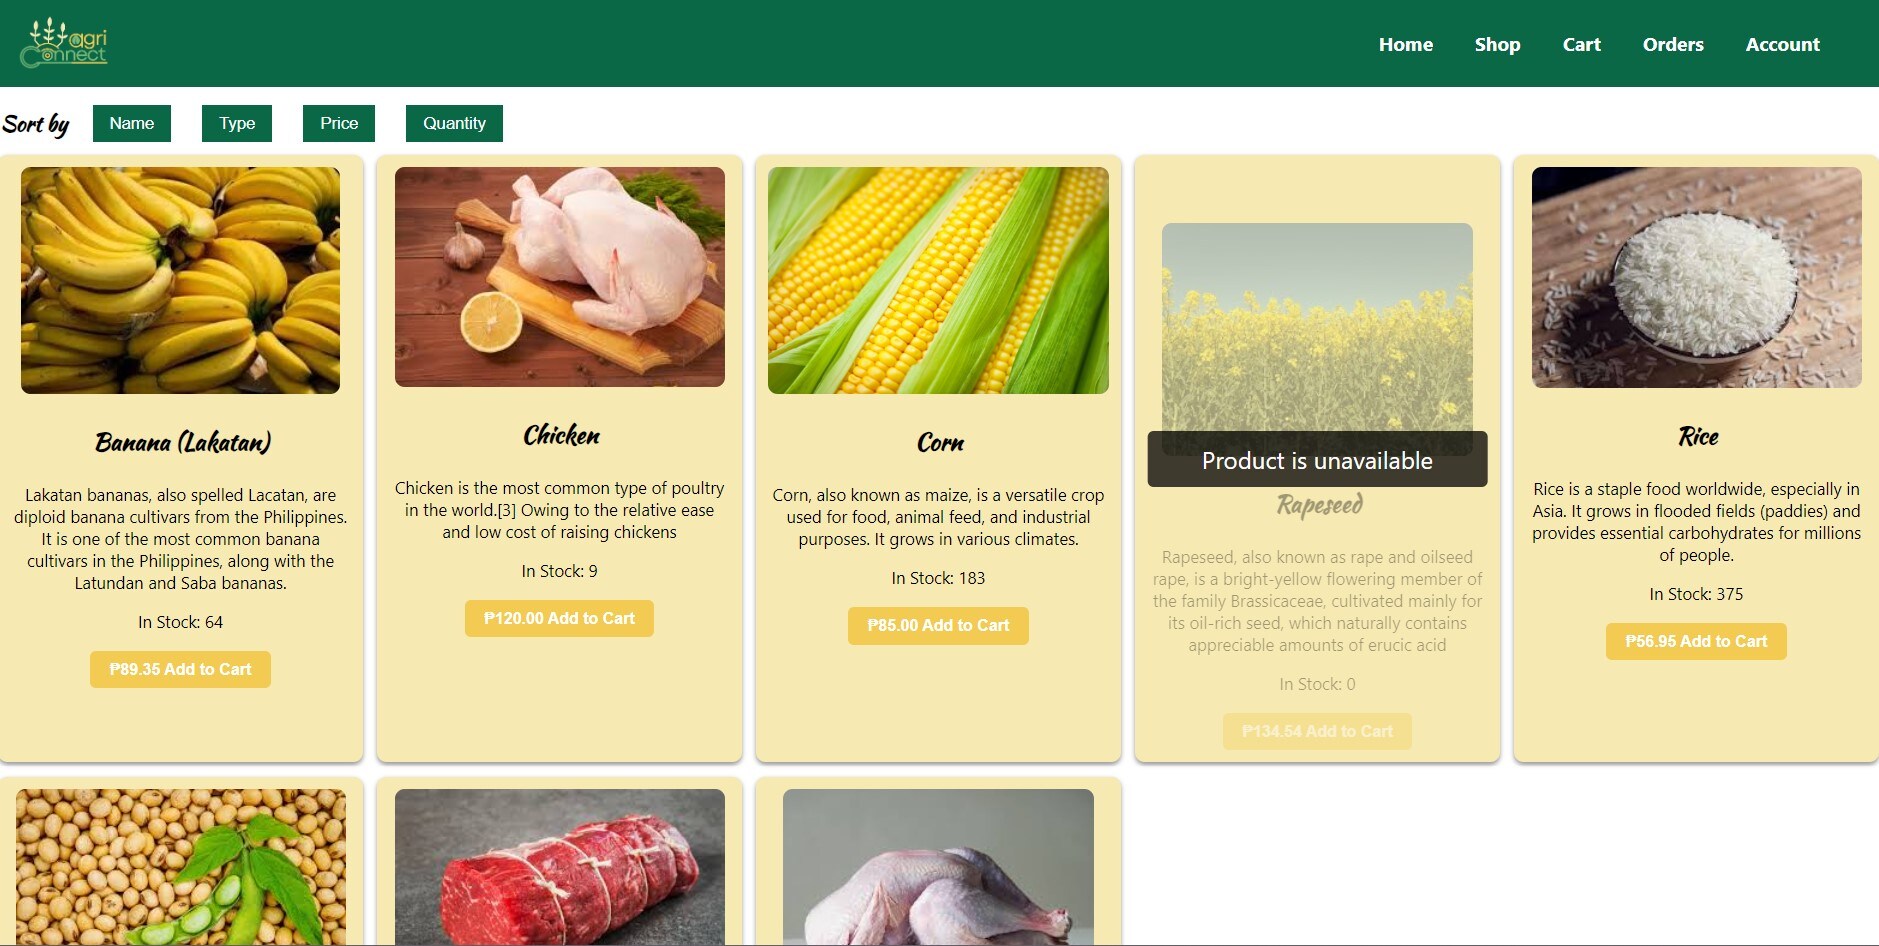 agri
Connect
Home Shop Cart Orders Account
Sort by Name Type Price Quantity
Banana (Lakatan)
Lakatan bananas, also spelled Lacatan, are
diploid banana cultivars from the Philippines.
It is one of the most common banana
cultivars in the Philippines, along with the
Latundan and Saba bananas.
In Stock: 64
₱89.35 Add to Cart
Chicken
Chicken is the most common type of poultry
in the world.[3] Owing to the relative ease
and low cost of raising chickens
In Stock: 9
₱120.00 Add to Cart
Corn
Corn, also known as maize, is a versatile crop
used for food, animal feed, and industrial
purposes. It grows in various climates.
In Stock: 183
₱85.00 Add to Cart
Product is unavailable
Rapeseed
Rapeseed, also known as rape and oilseed
rape, is a bright-yellow flowering member of
the family Brassicaceae, cultivated mainly for
its oil-rich seed, which naturally contains
appreciable amounts of erucic acid
In Stock: 0
₱134.54 Add to Cart
Rice
Rice is a staple food worldwide, especially in
Asia. It grows in flooded fields (paddies) and
provides essential carbohydrates for millions
of people.
In Stock: 375
₱56.95 Add to Cart